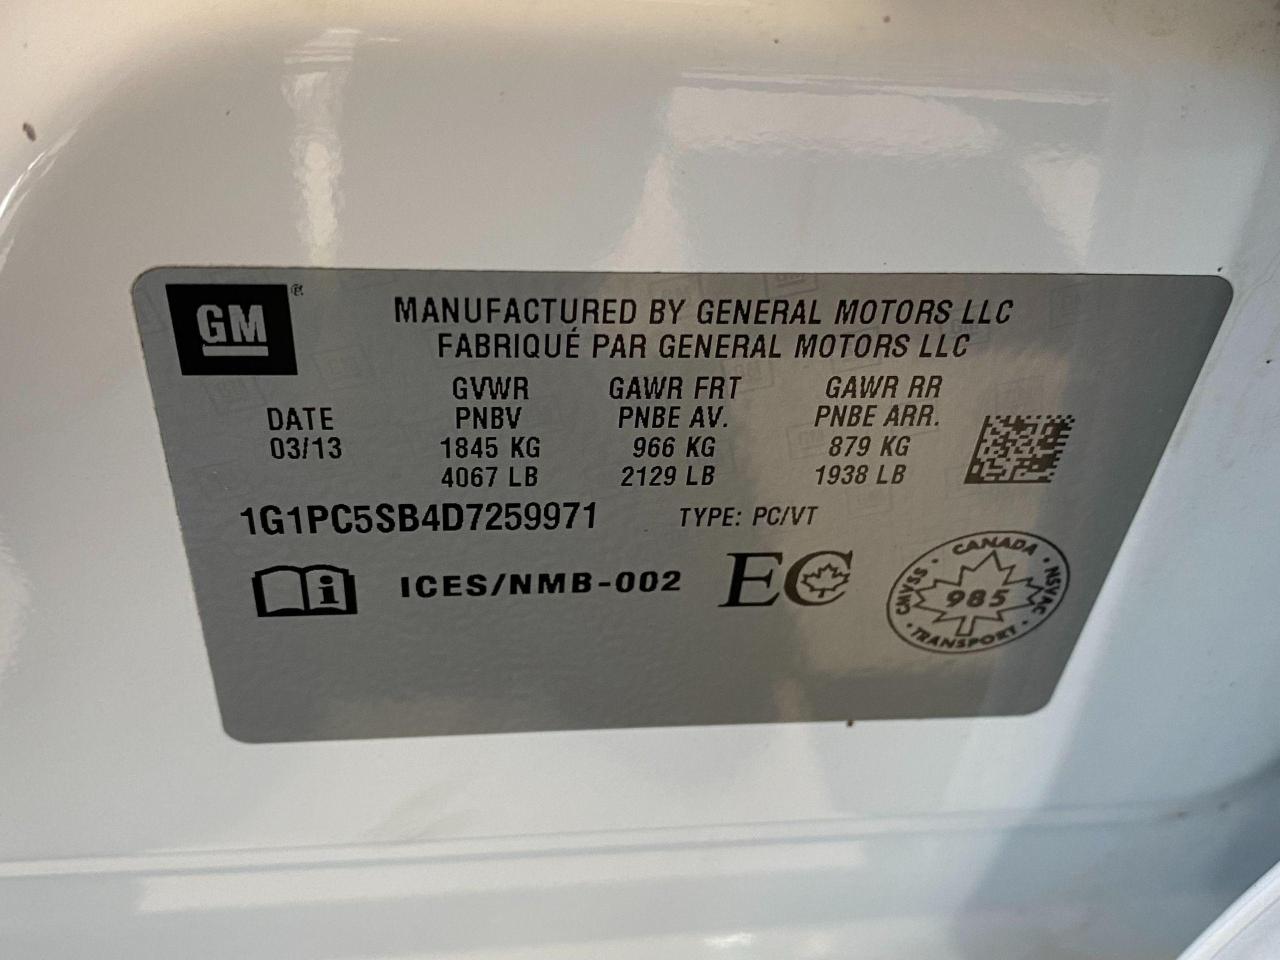 GM ®
MANUFACTURED BY GENERAL MOTORS LLC
FABRIQUÉ PAR GENERAL MOTORS LLC
GVWR GAWR FRT GAWR RR
DATE PNBV PNBE AV. PNBE ARR.
03/13 1845 KG 966 KG 879 KG
4067 LB 2129 LB 1938 LB
1G1PC5SB4D7259971 TYPE: PC/VT
i ICES/NMB-002 EC
CANADA
CMVSS 985 NSVAC
TRANSPORT